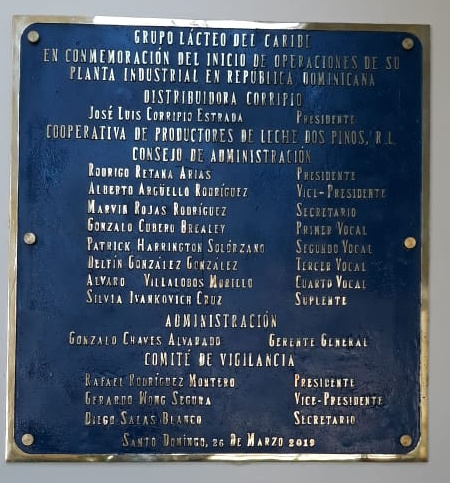 GRUPO LÁCTEO DEL CARIBE
EN CONMEMORACIÓN DEL INICIO DE OPERACIONES DE SU
PLANTA INDUSTRIAL EN REPÚBLICA DOMINICANA
DISTRIBUIDORA CORRIPIO
JOSÉ LUIS CORRIPIO ESTRADA PRESIDENTE
COOPERATIVA DE PRODUCTORES DE LECHE DOS PINOS, R.L.
CONSEJO DE ADMINISTRACIÓN
RODRIGO RETANA ARIAS PRESIDENTE
ALBERTO ARGÜELLO RODRÍGUEZ VICE-PRESIDENTE
MARVIN ROJAS RODRÍGUEZ SECRETARIO
GONZALO CUBERO BREALEY PRIMER VOCAL
PATRICK HARRINGTON SOLÓRZANO SEGUNDO VOCAL
DELFÍN GONZÁLEZ GONZÁLEZ TERCER VOCAL
ALVARO VILLALOBOS MURILLO CUARTO VOCAL
SILVIA IVANKOVICH CRUZ SUPLENTE
ADMINISTRACIÓN
GONZALO CHAVES ALVARADO GERENTE GENERAL
COMITÉ DE VIGILANCIA
RAFAEL RODRÍGUEZ MONTERO PRESIDENTE
GERARDO WONG SEGURA VICE-PRESIDENTE
DIEGO SALAS BLANCO SECRETARIO
SANTO DOMINGO, 26 DE MARZO 2019